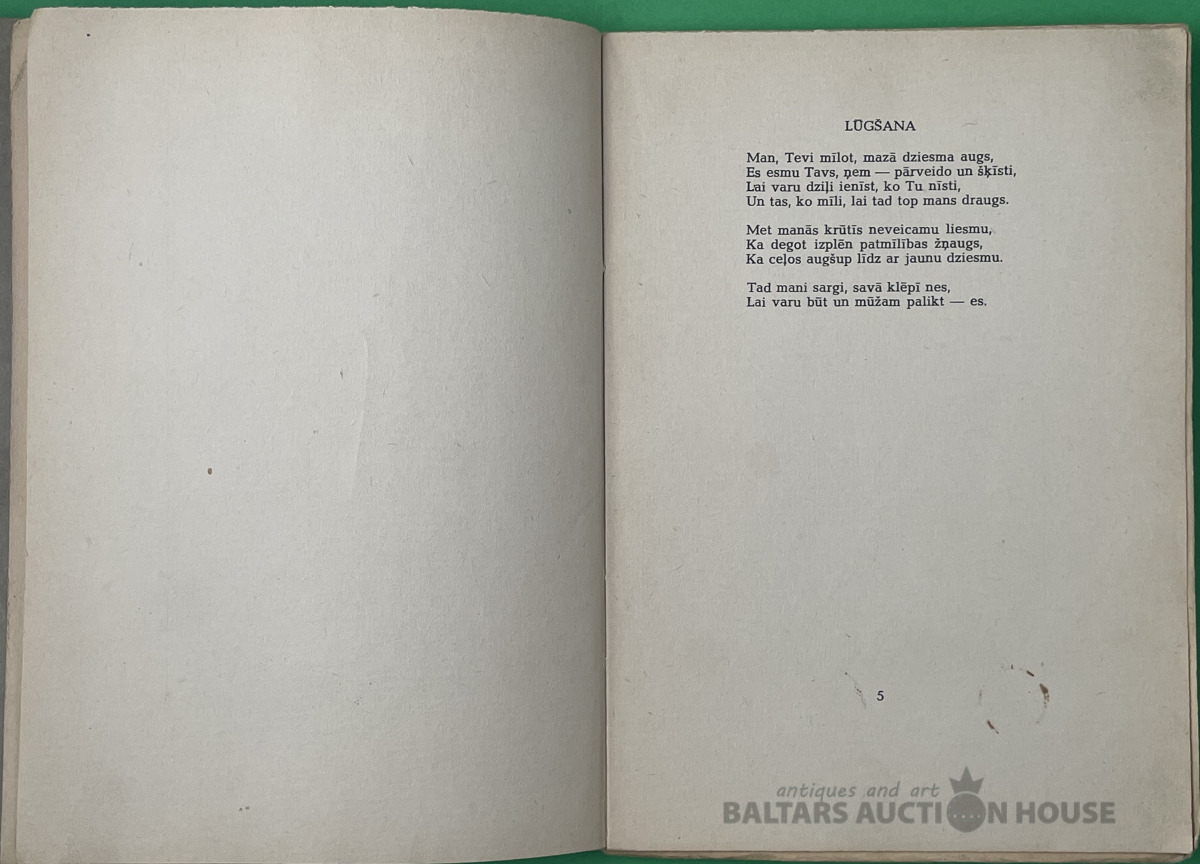 LŪGŠANA
Man, Tevi mīlot, mazā dziesma augs,
Es esmu Tavs, ņem — pārveido un šķīsti,
Lai varu dziļi ienīst, ko Tu nīsti,
Un tas, ko mīli, lai tad top mans draugs.
Met manās krūtīs neveicamu liesmu,
Ka degot izplēn patmīlības žņaugs,
Ka ceļos augšup līdz ar jaunu dziesmu.
Tad mani sargi, savā klēpī nes,
Lai varu būt un mūžam palikt — es.
5
antiques and art
BALTARS AUCTION HOUSE